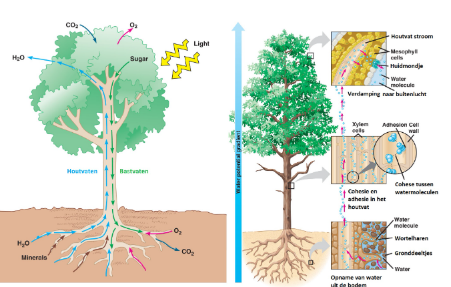 CO₂
O₂
Light
H₂O
Sugar
Houtvaten
Bastvaten
H₂O
Minerals
O₂
CO₂
Water potential gradient
Houtvat stroom
Mesophyll
cells
Huidmondje
Water
molecule
Verdamping naar buitenlucht
Xylem
cells
Adhesion Cell
wall
Cohesie en
adhesie in het
houtvat
Cohese tussen
watermoleculen
Water
molecule
Wortelharen
Gronddeeltjes
Water
Opname van water
uit de bodem